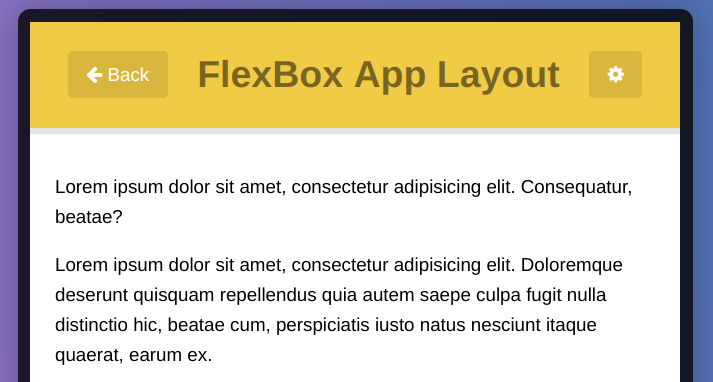 Back
FlexBox App Layout
Lorem ipsum dolor sit amet, consectetur adipisicing elit. Consequatur,
beatae?
Lorem ipsum dolor sit amet, consectetur adipisicing elit. Doloremque
deserunt quisquam repellendus quia autem saepe culpa fugit nulla
distinctio hic, beatae cum, perspiciatis iusto natus nesciunt itaque
quaerat, earum ex.